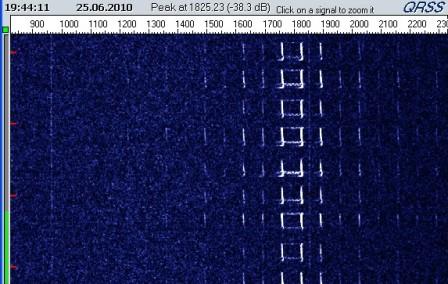 19:44:11 25.06.2010 Peak at 1825.23 (-38.3 dB) Click on a signal to zoom it QRSS
900 1000 1100 1200 1300 1400 1500 1600 1700 1800 1900 2000 2100 2200